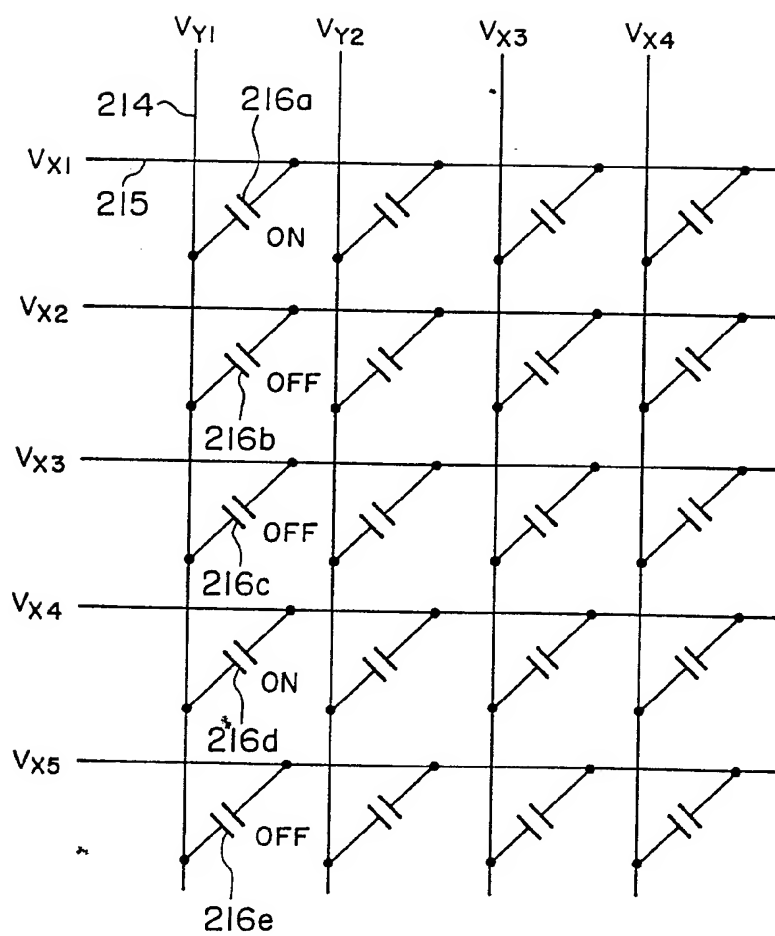 VY1 VY2 VX3 VX4
214 216a
VX1
215
ON
VX2
OFF
216b
VX3
OFF
216c
VX4
ON
216d
VX5
OFF
216e